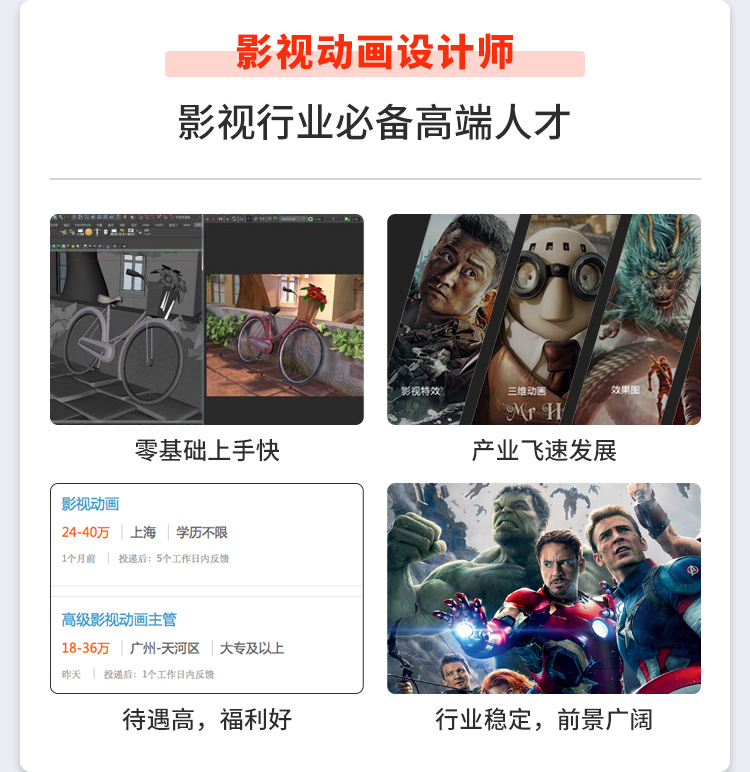 影视动画设计师
影视行业必备高端人才
影视特效
三维动画
效果图
Mr H
零基础上手快
产业飞速发展
影视动画
24-40万 上海 学历不限
1个月前 投递后：5个工作日内反馈
高级影视动画主管
18-36万 广州-天河区 大专及以上
昨天 投递后：1个工作日内反馈
待遇高，福利好
行业稳定，前景广阔